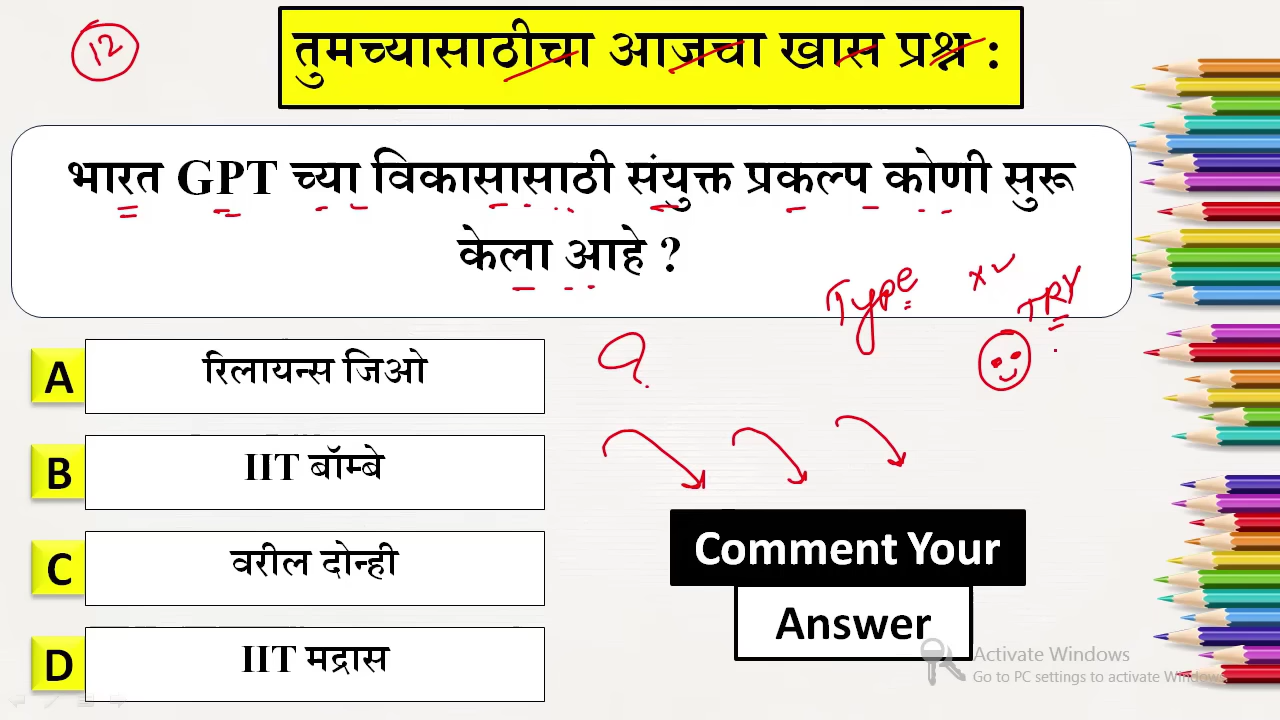 १२
तुमच्यासाठीचा आजचा खास प्रश्न :
भारत GPT च्या विकासासाठी संयुक्त प्रकल्प कोणी सुरू
केला आहे ?
Type
TRY
A
रिलायन्स जिओ
B
IIT बॉम्बे
C
वरील दोन्ही
D
IIT मद्रास
Comment Your
Answer
Activate Windows
Go to PC settings to activate Windows.